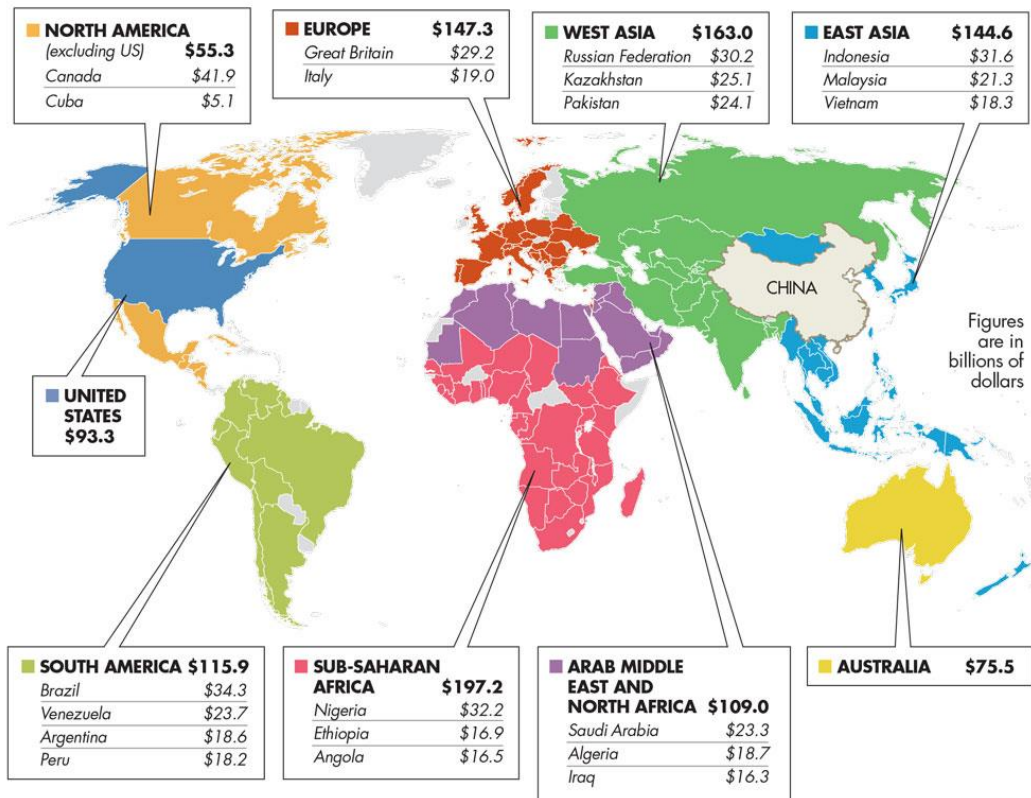 NORTH AMERICA
(excluding US) $55.3
Canada $41.9
Cuba $5.1
EUROPE $147.3
Great Britain $29.2
Italy $19.0
WEST ASIA $163.0
Russian Federation $30.2
Kazakhstan $25.1
Pakistan $24.1
EAST ASIA $144.6
Indonesia $31.6
Malaysia $21.3
Vietnam $18.3
CHINA
Figures
are in
billions of
dollars
UNITED
STATES
$93.3
SOUTH AMERICA $115.9
Brazil $34.3
Venezuela $23.7
Argentina $18.6
Peru $18.2
SUB-SAHARAN
AFRICA $197.2
Nigeria $32.2
Ethiopia $16.9
Angola $16.5
ARAB MIDDLE
EAST AND
NORTH AFRICA $109.0
Saudi Arabia $23.3
Algeria $18.7
Iraq $16.3
AUSTRALIA $75.5